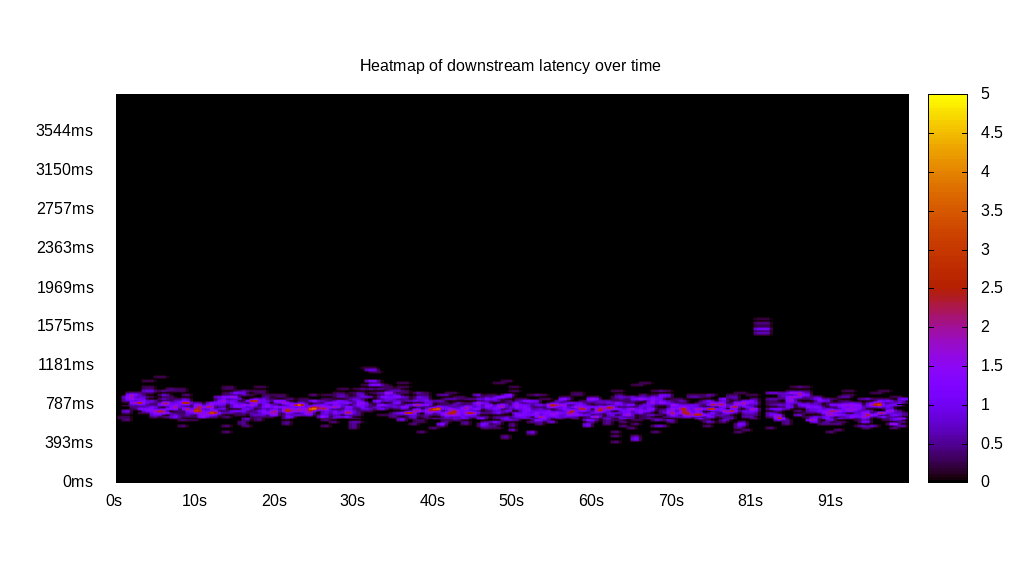 Heatmap of downstream latency over time
3544ms
3150ms
2757ms
2363ms
1969ms
1575ms
1181ms
787ms
393ms
0ms
0s 10s 20s 30s 40s 50s 60s 70s 81s 91s
5
4.5
4
3.5
3
2.5
2
1.5
1
0.5
0